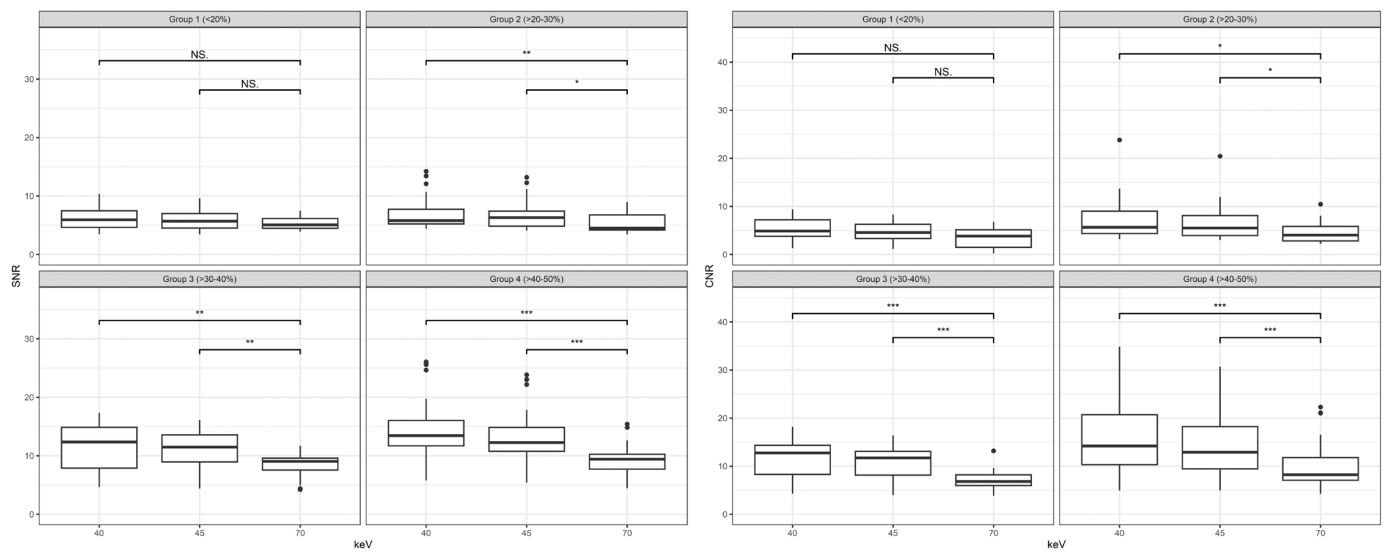 Group 1 (<20%)
Group 2 (>20-30%)
NS.
NS.
**
*
30
20
10
0
Group 3 (>30-40%)
Group 4 (>40-50%)
**
**
***
***
30
20
10
0
40
45
70
40
45
70
SNR
keV
Group 1 (<20%)
Group 2 (>20-30%)
NS.
NS.
*
*
40
30
20
10
0
Group 3 (>30-40%)
Group 4 (>40-50%)
***
***
***
***
40
30
20
10
0
40
45
70
40
45
70
CNR
keV